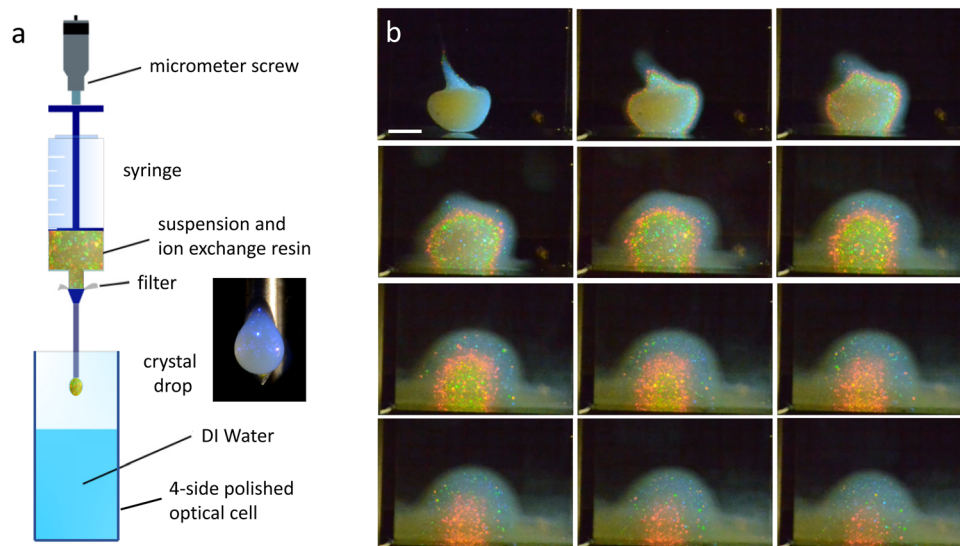 a
micrometer screw
syringe
suspension and
ion exchange resin
filter
crystal
drop
DI Water
4-side polished
optical cell
b